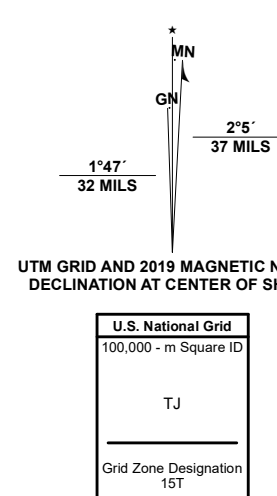 ★
MN
GN
2°5´
37 MILS
1°47´
32 MILS
UTM GRID AND 2019 MAGNETIC
DECLINATION AT CENTER OF
U.S. National Grid
100,000 - m Square ID
TJ
Grid Zone Designation
15T